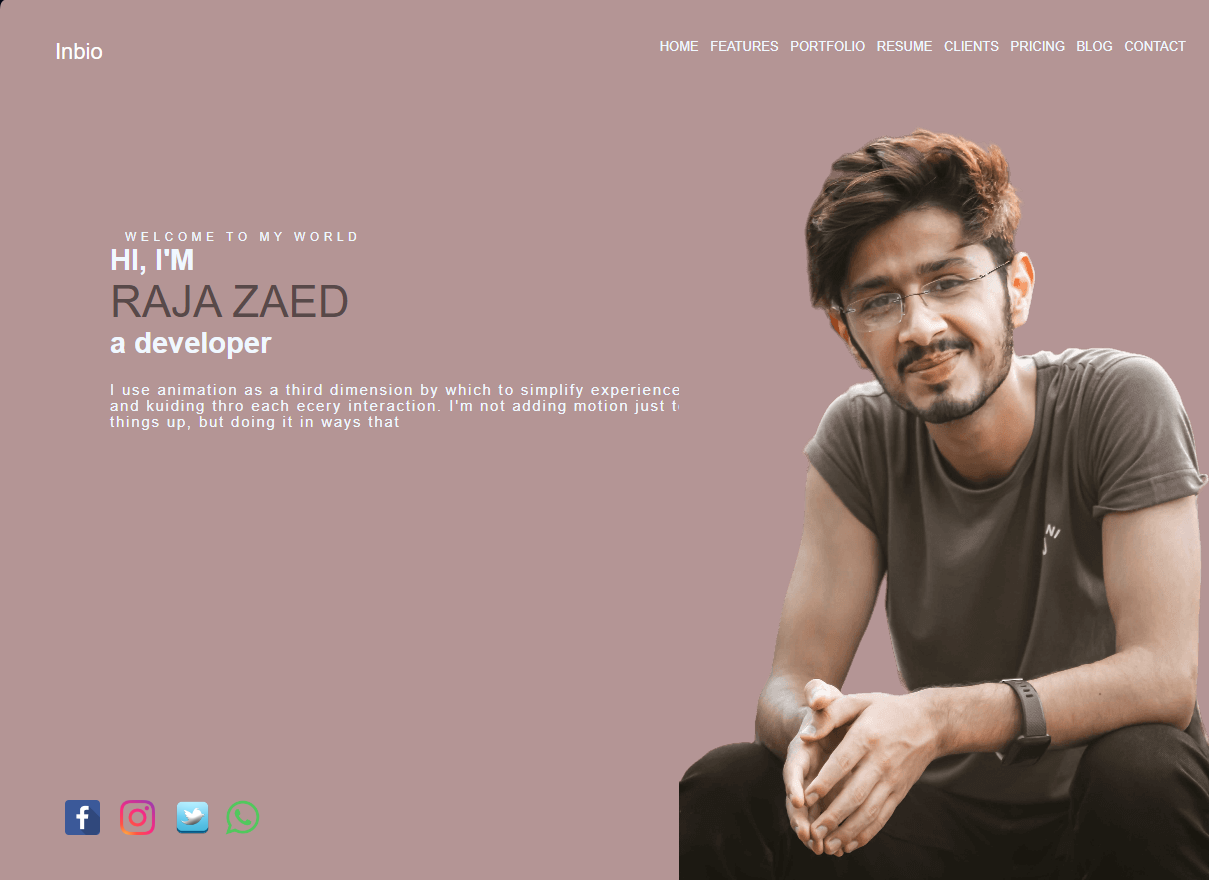 Inbio
HOME FEATURES PORTFOLIO RESUME CLIENTS PRICING BLOG CONTACT
WELCOME TO MY WORLD
HI, I'M
RAJA ZAED
a developer
I use animation as a third dimension by which to simplify experience
and kuiding thro each ecery interaction. I'm not adding motion just
things up, but doing it in ways that
NI